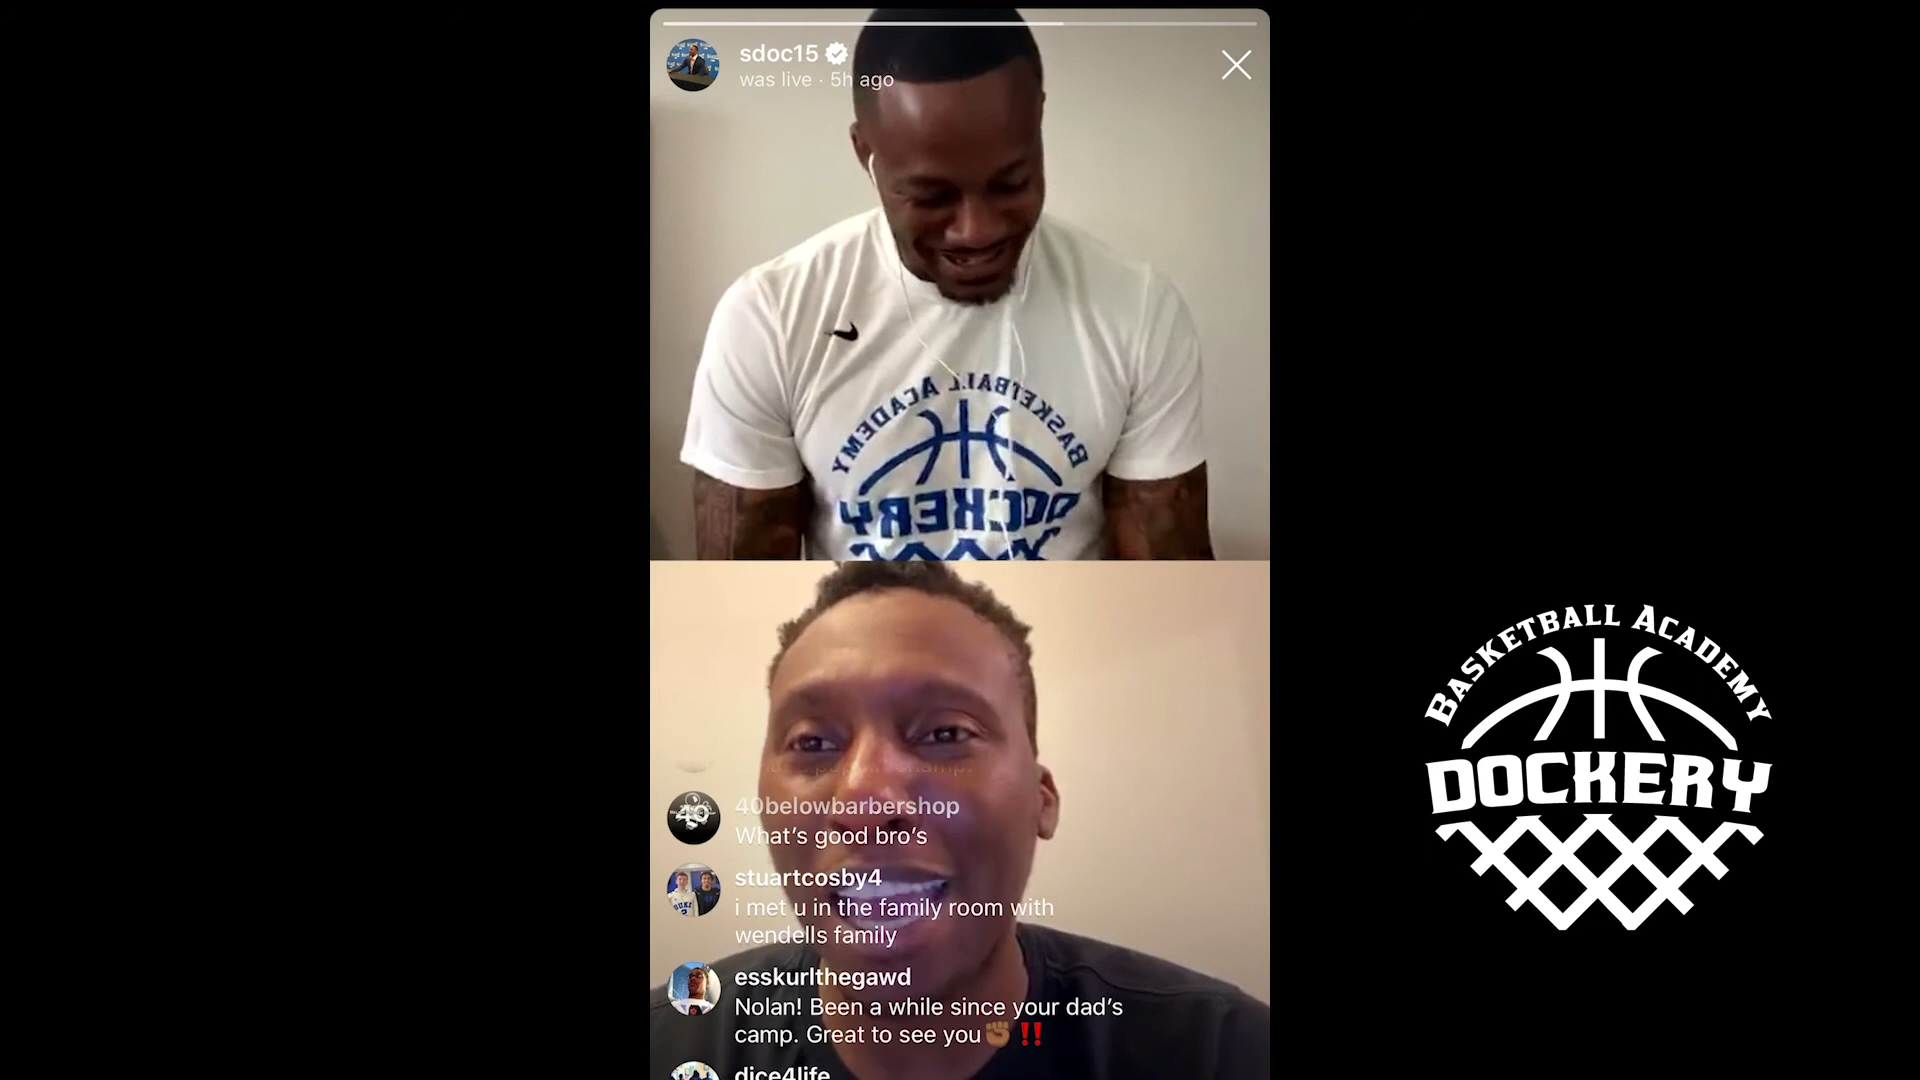 sdoc15
was live · 5h ago
BASKETBALL ACADEMY
DOCKERY
40belowbarbershop
What's good bro's
stuartcosby4
i met u in the family room with
wendells family
esskurlthegawd
Nolan! Been a while since your dad's
camp. Great to see you✊🏾 ‼️
dice4life
BASKETBALL ACADEMY
DOCKERY